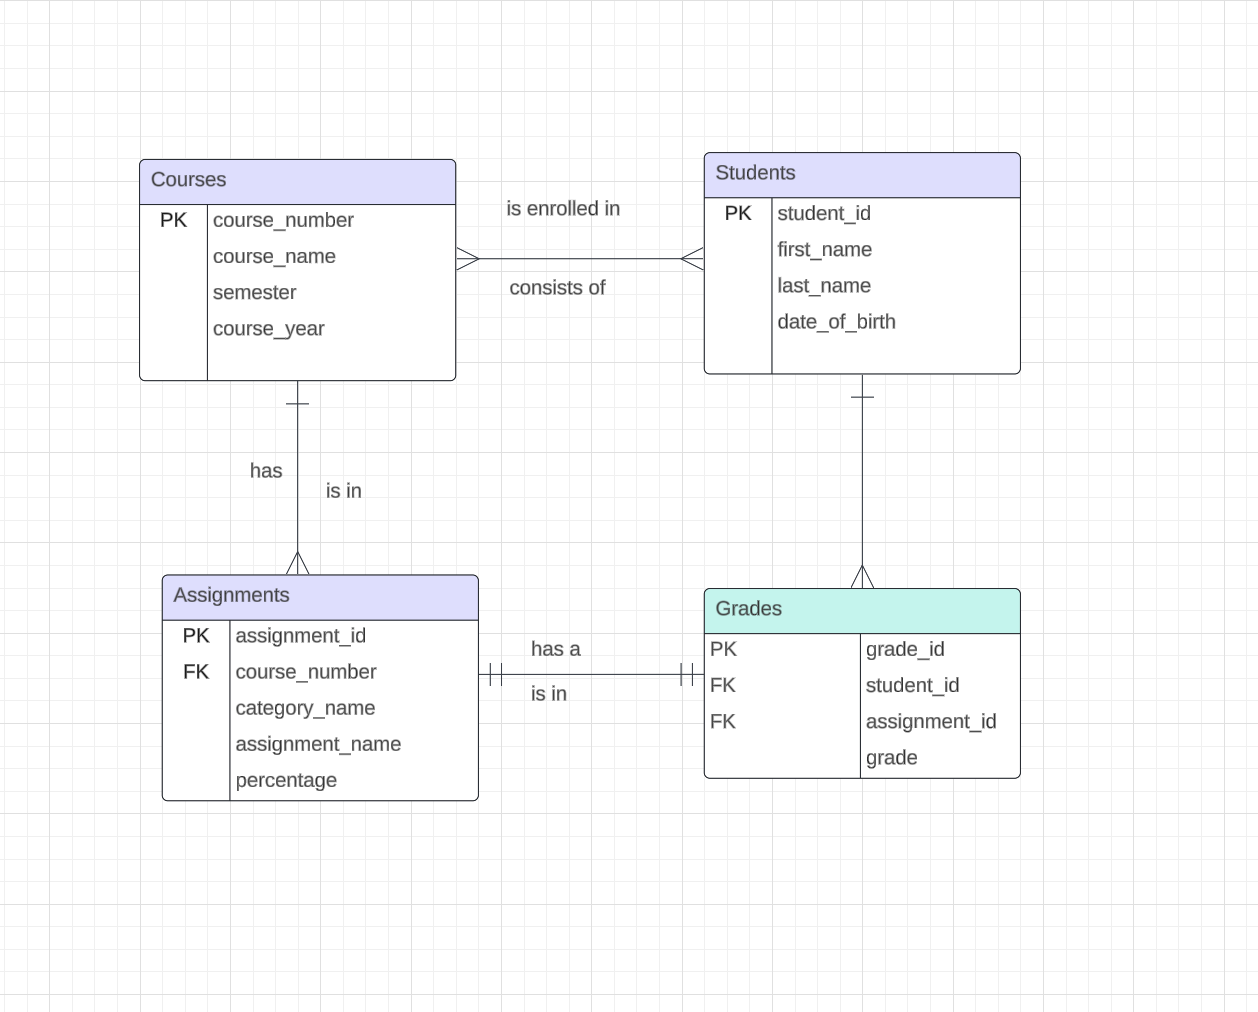 Courses
PK course_number
course_name
semester
course_year
is enrolled in
consists of
Students
PK student_id
first_name
last_name
date_of_birth
has
is in
Assignments
PK assignment_id
FK course_number
category_name
assignment_name
percentage
has a
is in
Grades
PK grade_id
FK student_id
FK assignment_id
grade